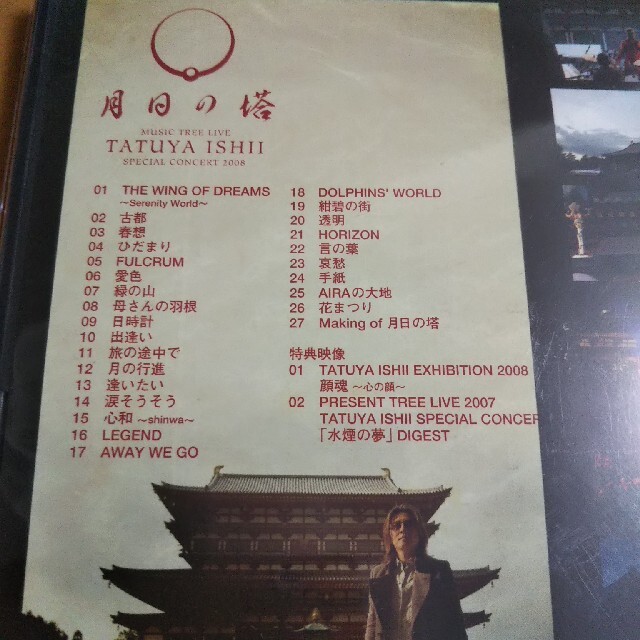 月日の塔
MUSIC TREE LIVE
TATUYA ISHII
SPECIAL CONCERT 2008
01 THE WING OF DREAMS
～Serenity World～
02 古都
03 春想
04 ひだまり
05 FULCRUM
06 愛色
07 緑の山
08 母さんの羽根
09 日時計
10 出逢い
11 旅の途中で
12 月の行進
13 逢いたい
14 涙そうそう
15 心和 ～shinwa～
16 LEGEND
17 AWAY WE GO
18 DOLPHINS' WORLD
19 紺碧の街
20 透明
21 HORIZON
22 言の葉
23 哀愁
24 手紙
25 AIRAの大地
26 花まつり
27 Making of 月日の塔
特典映像
01 TATUYA ISHII EXHIBITION 2008
顔魂 ～心の顔～
02 PRESENT TREE LIVE 2007
TATUYA ISHII SPECIAL CONCER
「水煙の夢」DIGEST